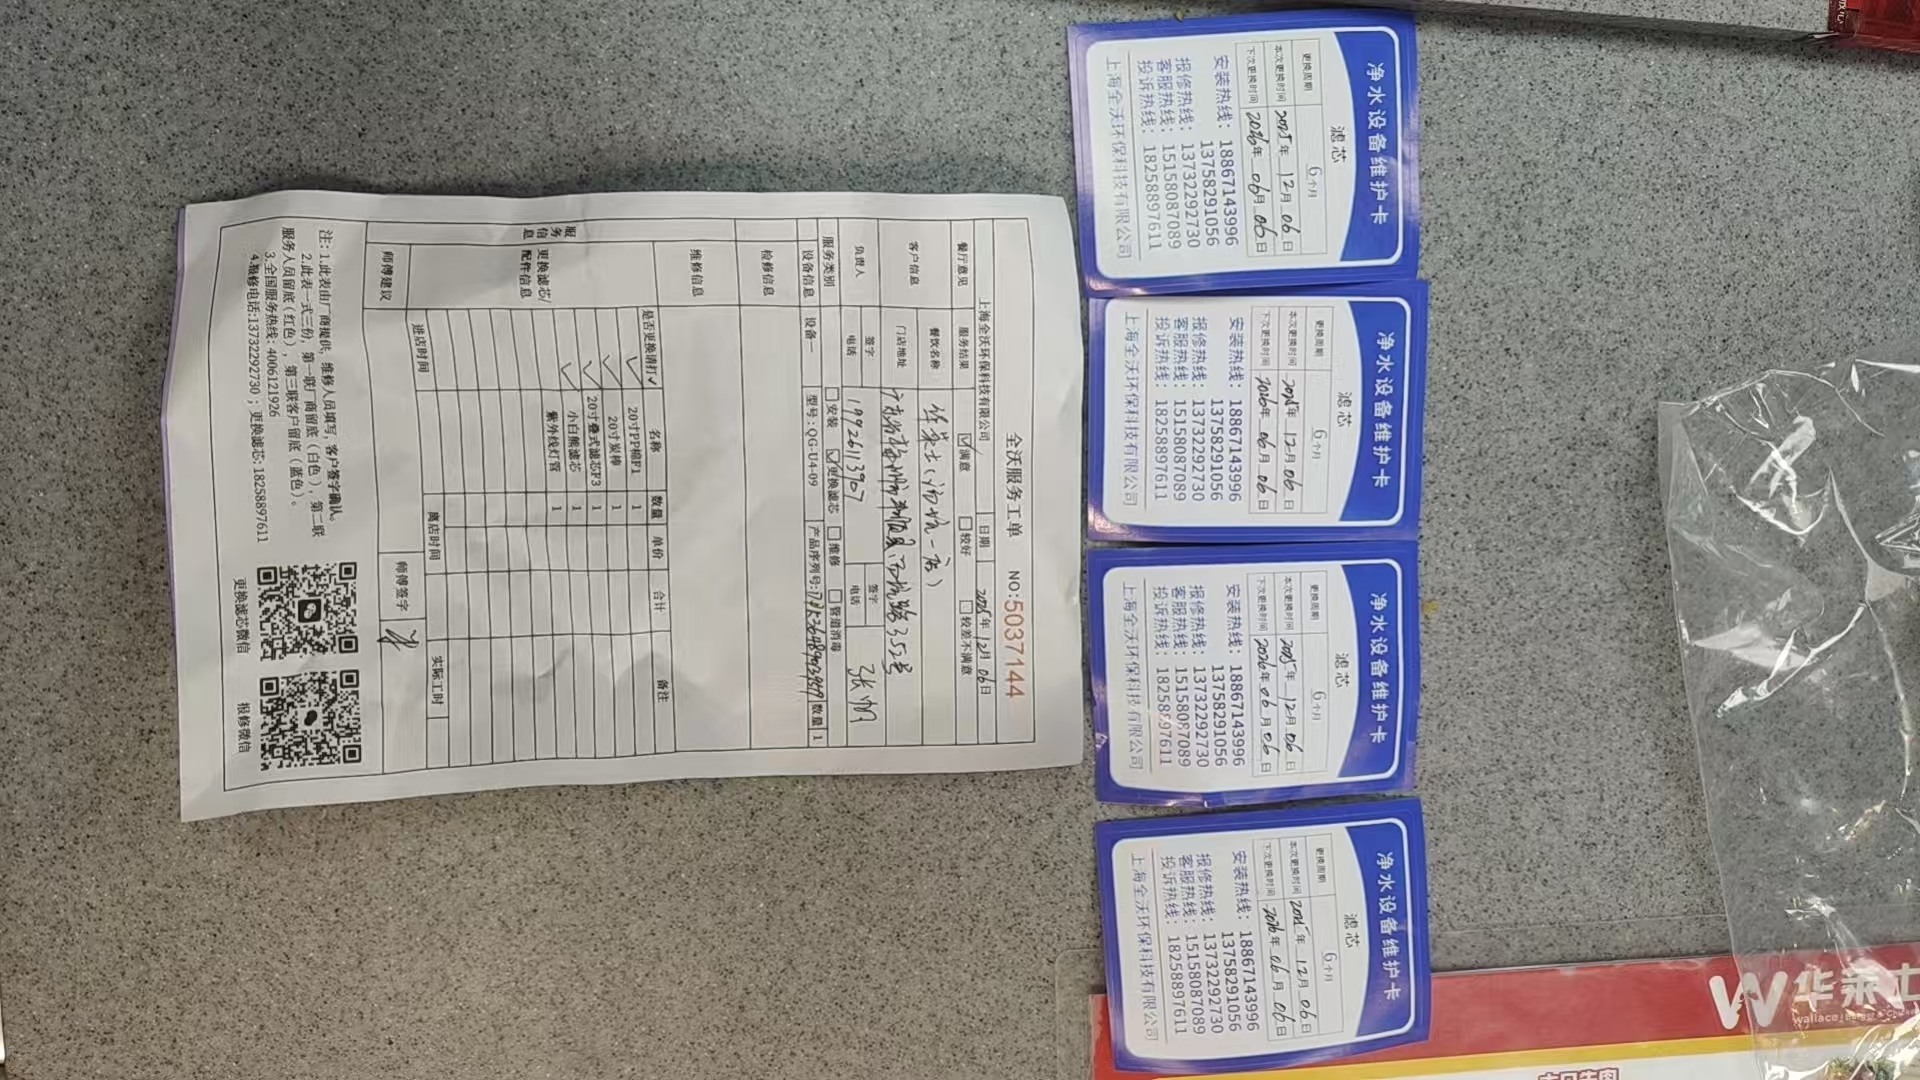 全沃服务工单 NO:5037144
上海全沃环保科技有限公司 日期 2025年12月06日
餐厅意见 服务结果 ☑满意 □较好 □较差不满意
客户信息 餐饮名称 华莱士(汤坑一店)
门店地址 35号
负责人 签字 签字
电话 19926113907 电话
服务类别 □安装 ☑更换滤芯 □维修 □管道消毒
设备信息 设备一 型号:QG-U4-09 产品序列号: 数量 1
检修信息
维修信息
服务信息
更换滤芯/配件信息
是否更换请打✓ 名称 数量 单价 合计 备注
✓ 20寸PP棉F1 1
✓ 20寸炭棒 1
✓ 20寸叠式滤芯F3 1
✓ 小白熊滤芯 1
紫外线灯管 1
进店时间 离店时间 实际工时
师傅建议 师傅签字
注:1.此表由厂商提供,维修人员填写,客户签字确认。
2.此表一式三份,第一联厂商留底(白色),第二联
服务人员留底(红色),第三联客户留底(蓝色)。
3.全国服务热线:4006121926
4.报修电话:13732292730;更换滤芯:18258897611
更换滤芯微信 报修微信
净水设备维护卡
滤芯
更换周期 6个月
本次更换时间 2025年12月06日
下次更换时间 2026年06月06日
安装热线:18867143996
13758291056
报修热线:13732292730
客服热线:15158087089
投诉热线:18258897611
上海全沃环保科技有限公司
净水设备维护卡
滤芯
更换周期 6个月
本次更换时间 2025年12月06日
下次更换时间 2026年06月06日
安装热线:18867143996
13758291056
报修热线:13732292730
客服热线:15158087089
投诉热线:18258897611
上海全沃环保科技有限公司
净水设备维护卡
滤芯
更换周期 6个月
本次更换时间 2025年12月06日
下次更换时间 2026年06月06日
安装热线:18867143996
13758291056
报修热线:13732292730
客服热线:15158087089
投诉热线:18258897611
上海全沃环保科技有限公司
净水设备维护卡
滤芯
更换周期 6个月
本次更换时间 2025年12月06日
下次更换时间 2026年06月06日
安装热线:18867143996
13758291056
报修热线:13732292730
客服热线:15158087089
投诉热线:18258897611
上海全沃环保科技有限公司
华莱士
wallace